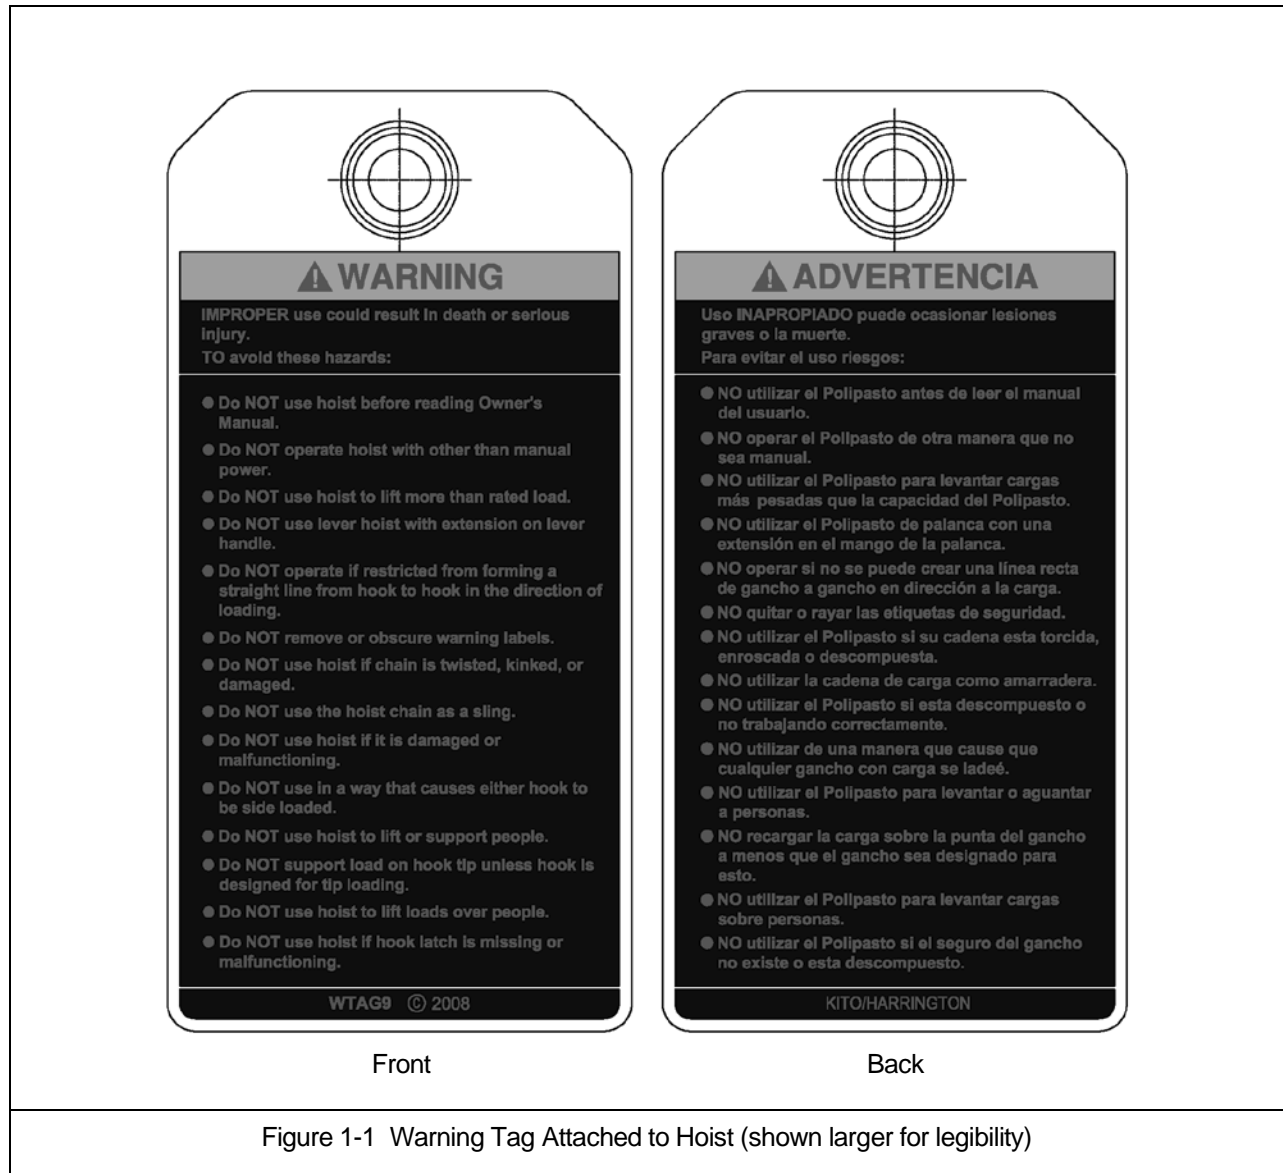 WARNING
IMPROPER use could result in death or serious
injury.
TO avoid these hazards:
● Do NOT use hoist before reading Owner's
Manual.
● Do NOT operate hoist with other than manual
power.
● Do NOT use hoist to lift more than rated load.
● Do NOT use lever hoist with extension on lever
handle.
● Do NOT operate if restricted from forming a
straight line from hook to hook in the direction of
loading.
● Do NOT remove or obscure warning labels.
● Do NOT use hoist if chain is twisted, kinked, or
damaged.
● Do NOT use the hoist chain as a sling.
● Do NOT use hoist if it is damaged or
malfunctioning.
● Do NOT use in a way that causes either hook to
be side loaded.
● Do NOT use hoist to lift or support people.
● Do NOT support load on hook tip unless hook is
designed for tip loading.
● Do NOT use hoist to lift loads over people.
● Do NOT use hoist if hook latch is missing or
malfunctioning.
WTAG9 © 2008
Front
ADVERTENCIA
Uso INAPROPIADO puede ocasionar lesiones
graves o la muerte.
Para evitar el uso riesgos:
● NO utilizar el Polipasto antes de leer el manual
del usuario.
● NO operar el Polipasto de otra manera que no
sea manual.
● NO utilizar el Polipasto para levantar cargas
más pesadas que la capacidad del Polipasto.
● NO utilizar el Polipasto de palanca con una
extensión en el mango de la palanca.
● NO operar si no se puede crear una línea recta
de gancho a gancho en dirección a la carga.
● NO quitar o rayar las etiquetas de seguridad.
● NO utilizar el Polipasto si su cadena esta torcida,
enroscada o descompuesta.
● NO utilizar la cadena de carga como amarradera.
● NO utilizar el Polipasto si esta descompuesto o
no trabajando correctamente.
● NO utilizar de una manera que cause que
cualquier gancho con carga se ladeé.
● NO utilizar el Polipasto para levantar o aguantar
a personas.
● NO recargar la carga sobre la punta del gancho
a menos que el gancho sea designado para
esto.
● NO utilizar el Polipasto para levantar cargas
sobre personas.
● NO utilizar el Polipasto si el seguro del gancho
no existe o esta descompuesto.
KITO/HARRINGTON
Back
Figure 1-1 Warning Tag Attached to Hoist (shown larger for legibility)